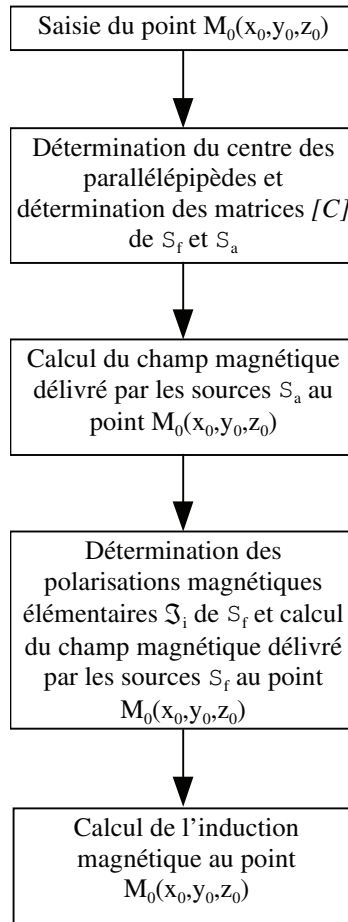 Saisie du point M₀(x₀,y₀,z₀)
Détermination du centre des
parallélépipèdes et
détermination des matrices [C]
de Sf et Sₐ
Calcul du champ magnétique
délivré par les sources Sₐ au
point M₀(x₀,y₀,z₀)
Détermination des
polarisations magnétiques
élémentaires ℑᵢ de Sf et calcul
du champ magnétique délivré
par les sources Sf au point
M₀(x₀,y₀,z₀)
Calcul de l’induction
magnétique au point
M₀(x₀,y₀,z₀)